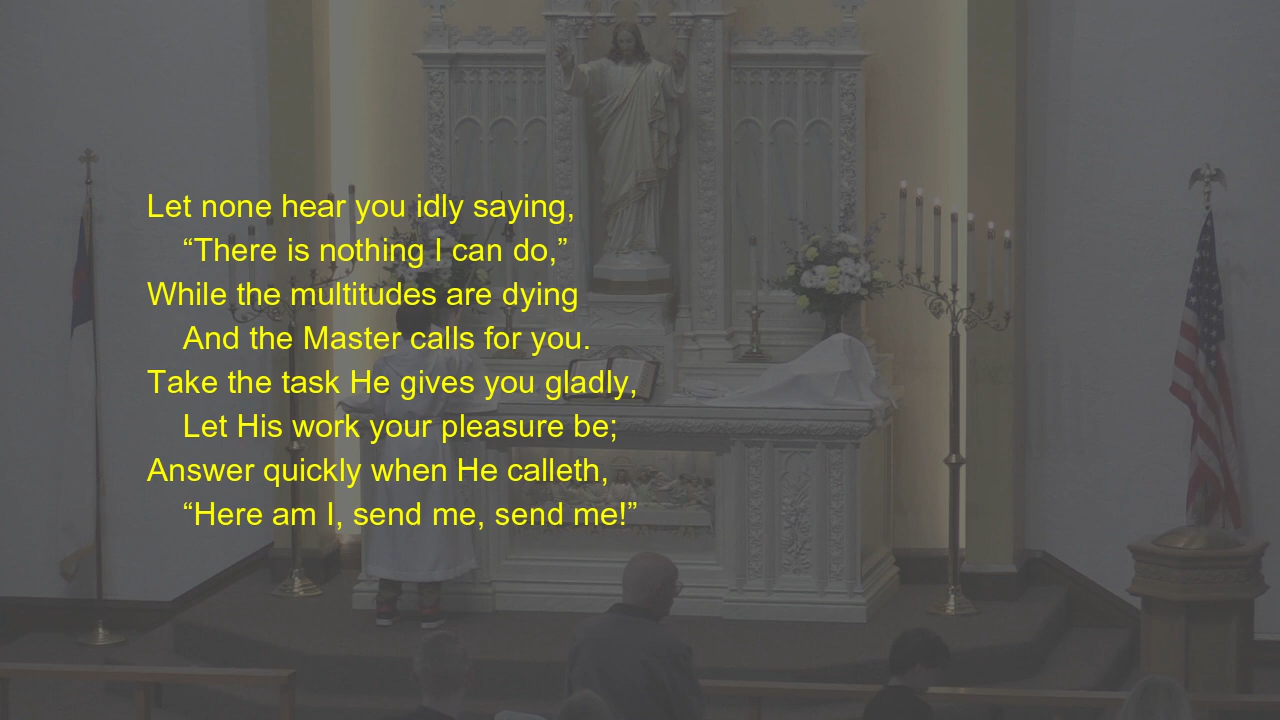 Let none hear you idly saying,
“There is nothing I can do,”
While the multitudes are dying
And the Master calls for you.
Take the task He gives you gladly,
Let His work your pleasure be;
Answer quickly when He calleth,
“Here am I, send me, send me!”